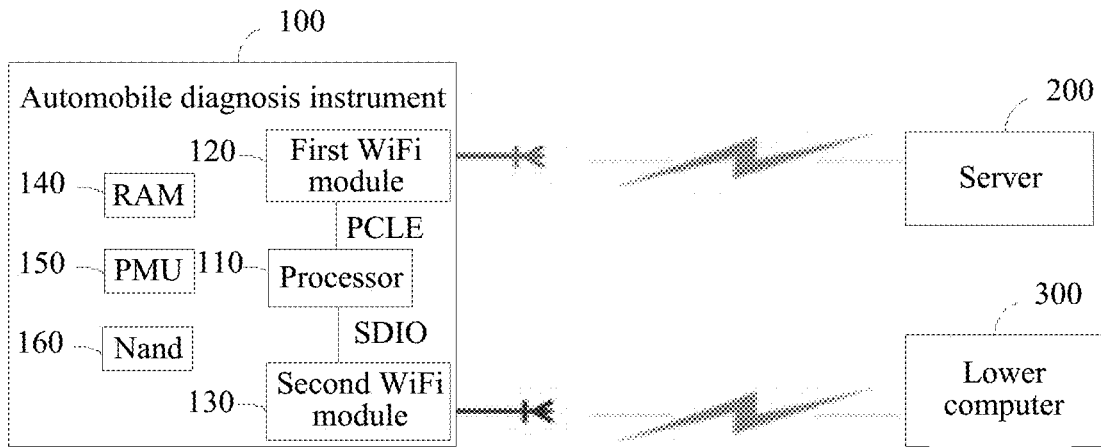 100
Automobile diagnosis instrument
200
120
First WiFi
module
Server
140
RAM
PCLE
150
PMU
110
Processor
300
160
Nand
SDIO
130
Second WiFi
module
Lower
computer